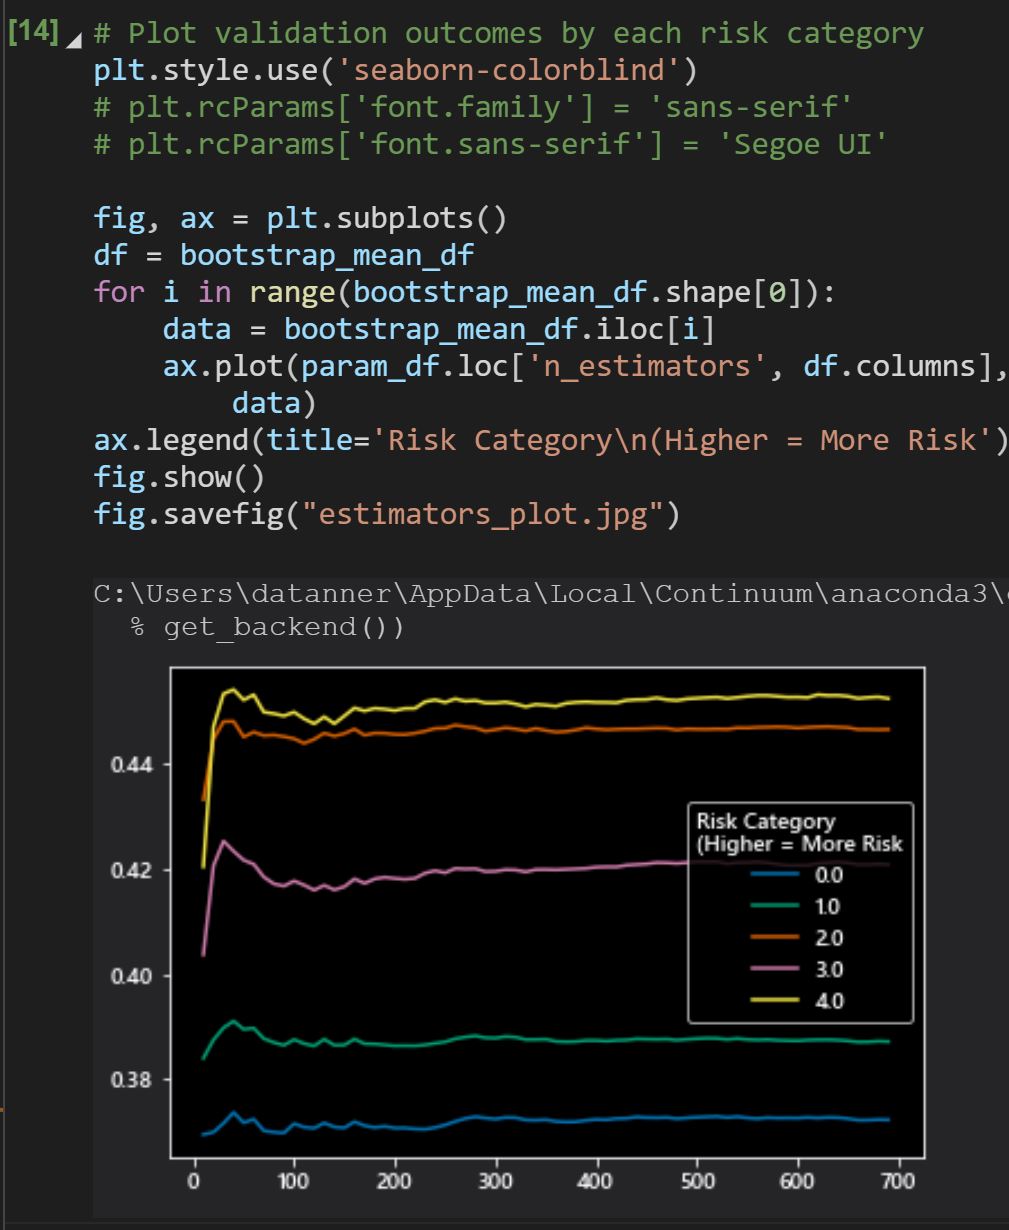 [14]
# Plot validation outcomes by each risk category
plt.style.use('seaborn-colorblind')
# plt.rcParams['font.family'] = 'sans-serif'
# plt.rcParams['font.sans-serif'] = 'Segoe UI'
fig, ax = plt.subplots()
df = bootstrap_mean_df
for i in range(bootstrap_mean_df.shape[0]):
    data = bootstrap_mean_df.iloc[i]
    ax.plot(param_df.loc['n_estimators', df.columns],
        data)
ax.legend(title='Risk Category\n(Higher = More Risk')
fig.show()
fig.savefig("estimators_plot.jpg")
C:\Users\datanner\AppData\Local\Continuum\anaconda3\
  % get_backend())
0.44
0.42
0.40
0.38
Risk Category
(Higher = More Risk
0.0
1.0
2.0
3.0
4.0
0 100 200 300 400 500 600 700